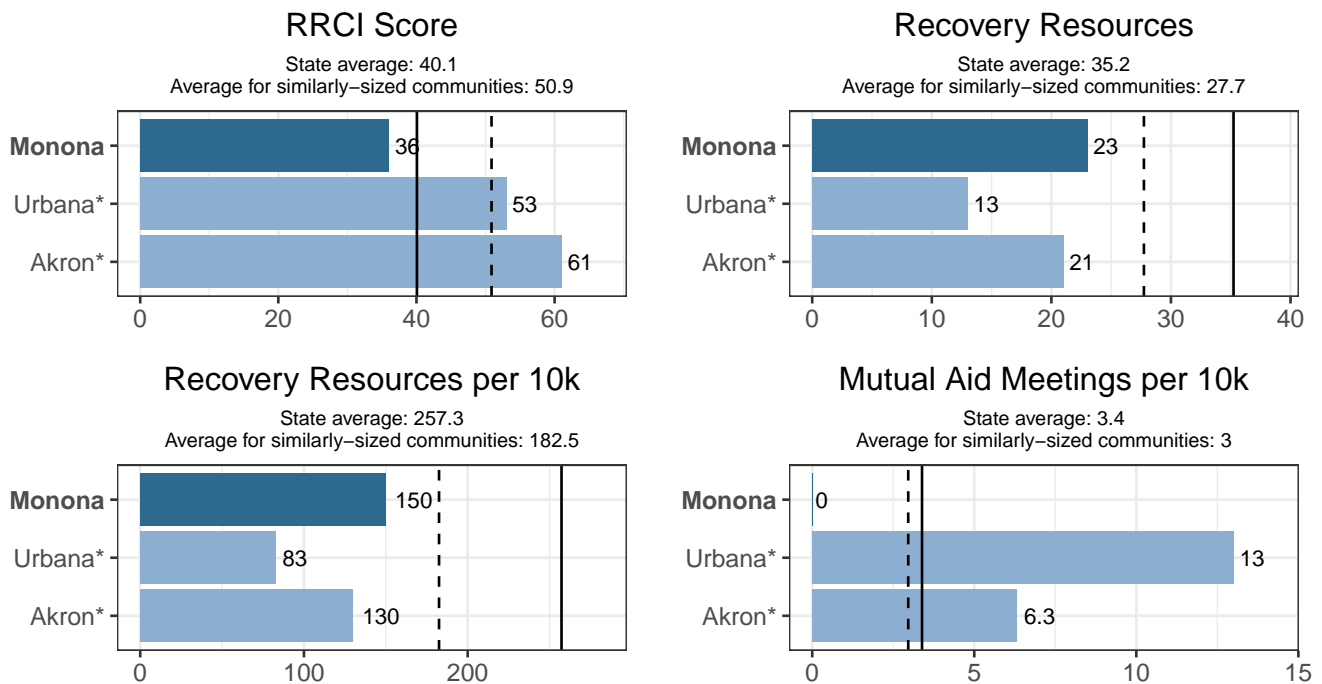 RRCI Score
State average: 40.1
Average for similarly−sized communities: 50.9
Monona
36
Urbana*
53
Akron*
61
0 20 40 60
Recovery Resources
State average: 35.2
Average for similarly−sized communities: 27.7
Monona
23
Urbana*
13
Akron*
21
0 10 20 30 40
Recovery Resources per 10k
State average: 257.3
Average for similarly−sized communities: 182.5
Monona
150
Urbana*
83
Akron*
130
0 100 200
Mutual Aid Meetings per 10k
State average: 3.4
Average for similarly−sized communities: 3
Monona
0
Urbana*
13
Akron*
6.3
0 5 10 15